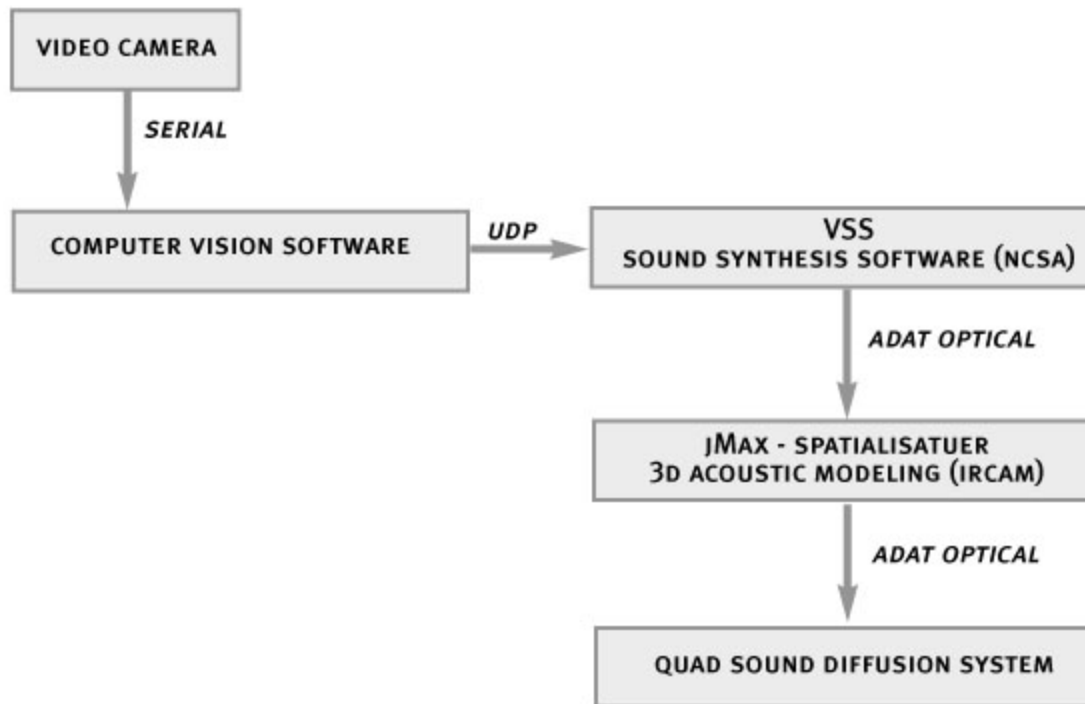 VIDEO CAMERA
SERIAL
COMPUTER VISION SOFTWARE
UDP
VSS
SOUND SYNTHESIS SOFTWARE (NCSA)
ADAT OPTICAL
JMAX - SPATIALISATUER
3D ACOUSTIC MODELING (IRCAM)
ADAT OPTICAL
QUAD SOUND DIFFUSION SYSTEM